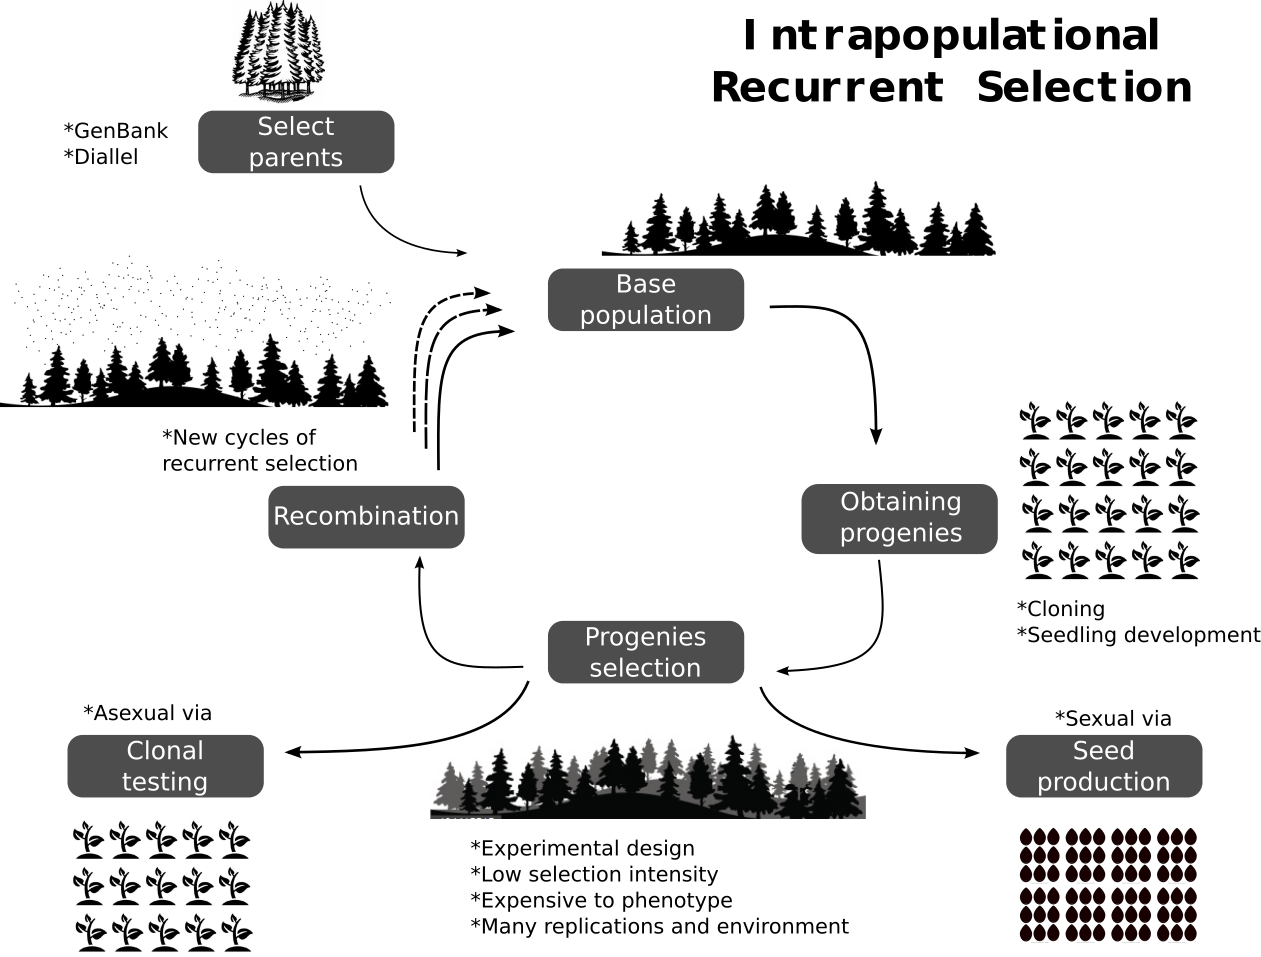 Intrapopulational
Recurrent Selection
*GenBank
*Diallel
Select
parents
Base
population
*New cycles of
recurrent selection
Recombination
Obtaining
progenies
*Cloning
*Seedling development
Progenies
selection
*Asexual via
Clonal
testing
*Sexual via
Seed
production
*Experimental design
*Low selection intensity
*Expensive to phenotype
*Many replications and environment